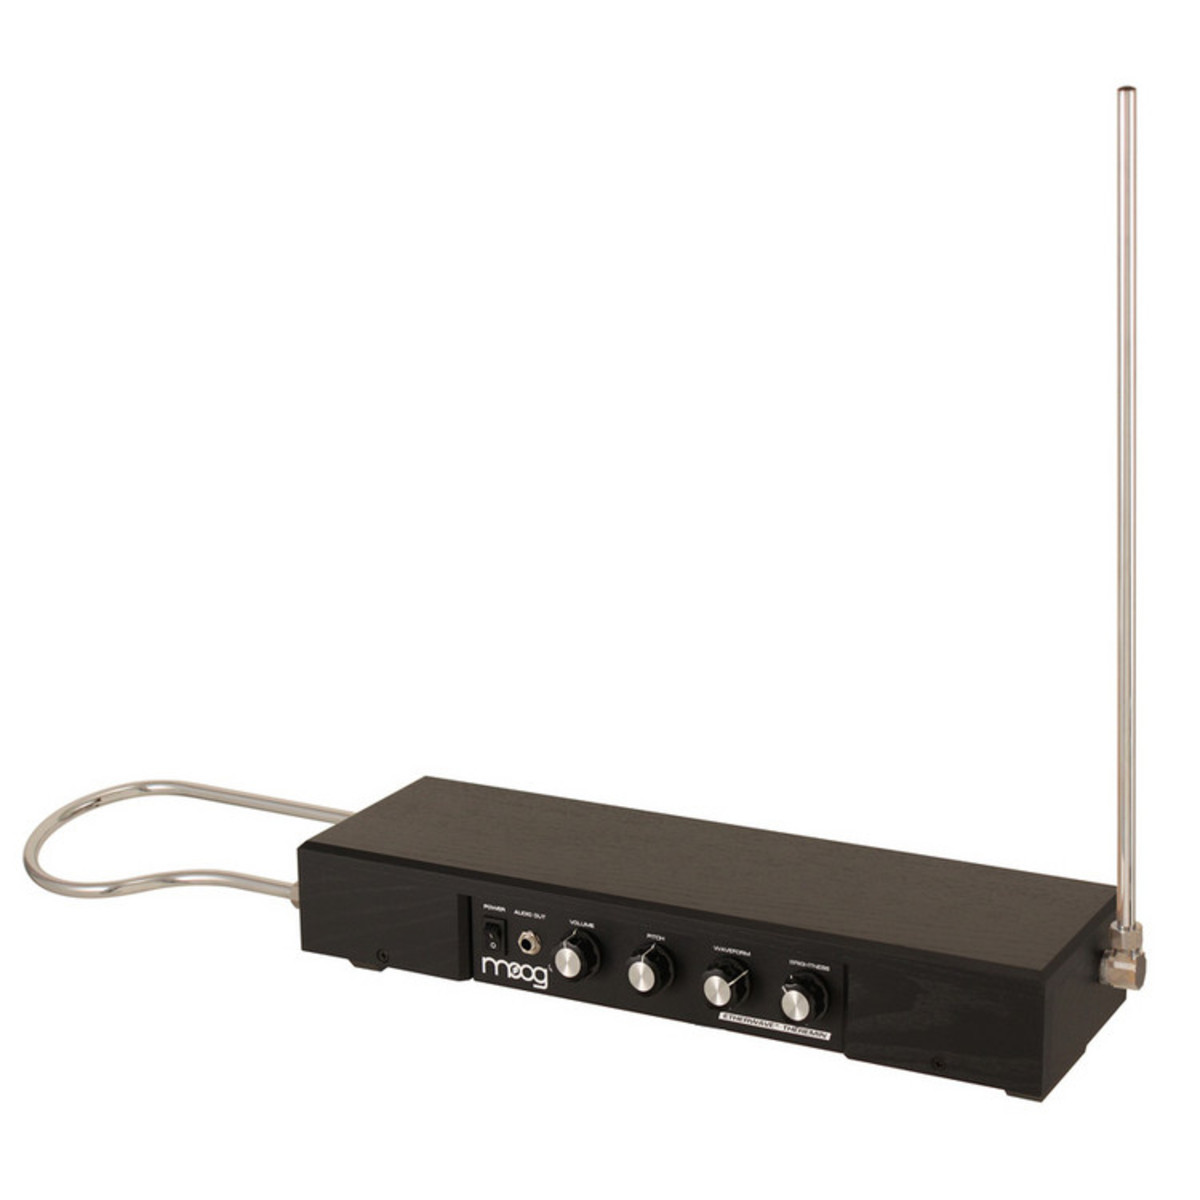 POWER
AUDIO OUT
VOLUME
PITCH
WAVEFORM
BRIGHTNESS
moog
ETHERWAVE® THEREMIN